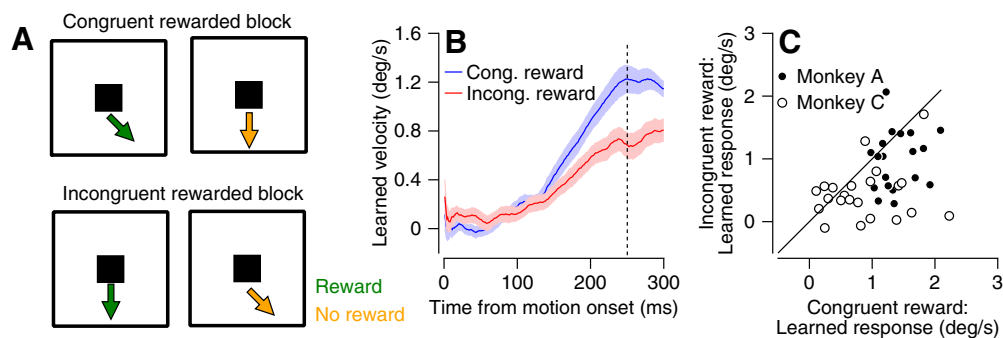 A
Congruent rewarded block
Incongruent rewarded block
Reward
No reward
B
Learned velocity (deg/s)
1.6
1.2
0.8
0.4
0
Cong. reward
Incong. reward
0
100
200
300
Time from motion onset (ms)
C
Incongruent reward:
Learned response (deg/s)
3
2
1
0
Monkey A
Monkey C
0
1
2
3
Congruent reward:
Learned response (deg/s)